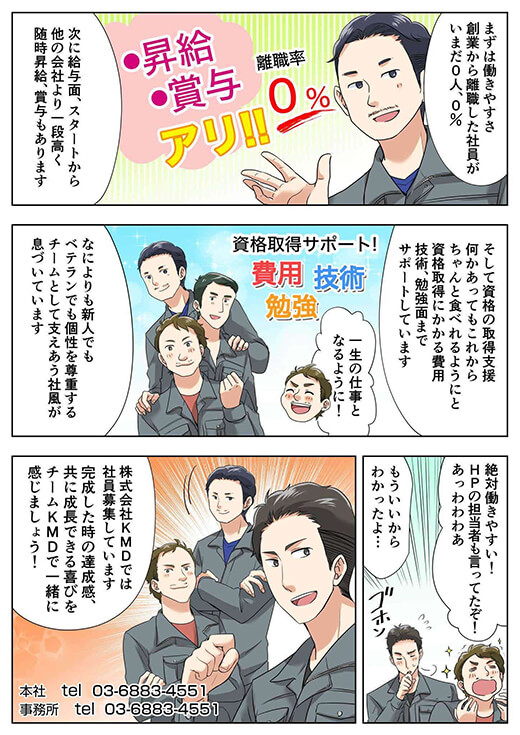 まずは働きやすさ
創業から離職した社員が
いまだ0人、0%
離職率
0%
●昇給
●賞与
アリ!!
次に給与面、スタートから
他の会社より一段高く
随時昇給、賞与もあります
そして資格の取得支援
何かあってもこれから
ちゃんと食べれるようにと
資格取得にかかる費用
技術、勉強面まで
サポートしています
資格取得サポート!
費用
技術
勉強
一生の仕事と
なるように!
なによりも新人でも
ベテランでも個性を尊重する
チームとして支えあう社風が
息づいています
絶対働きやすい!
HPの担当者も言ってたぞ!
あっわわわあ
もういいから
わかったよ…
ゴホン
株式会社KMDでは
社員募集しています
完成した時の達成感、
共に成長できる喜びを
チームKMDで一緒に
感じましょう!
本社 tel 03-6883-4551
事務所 tel 03-6883-4551